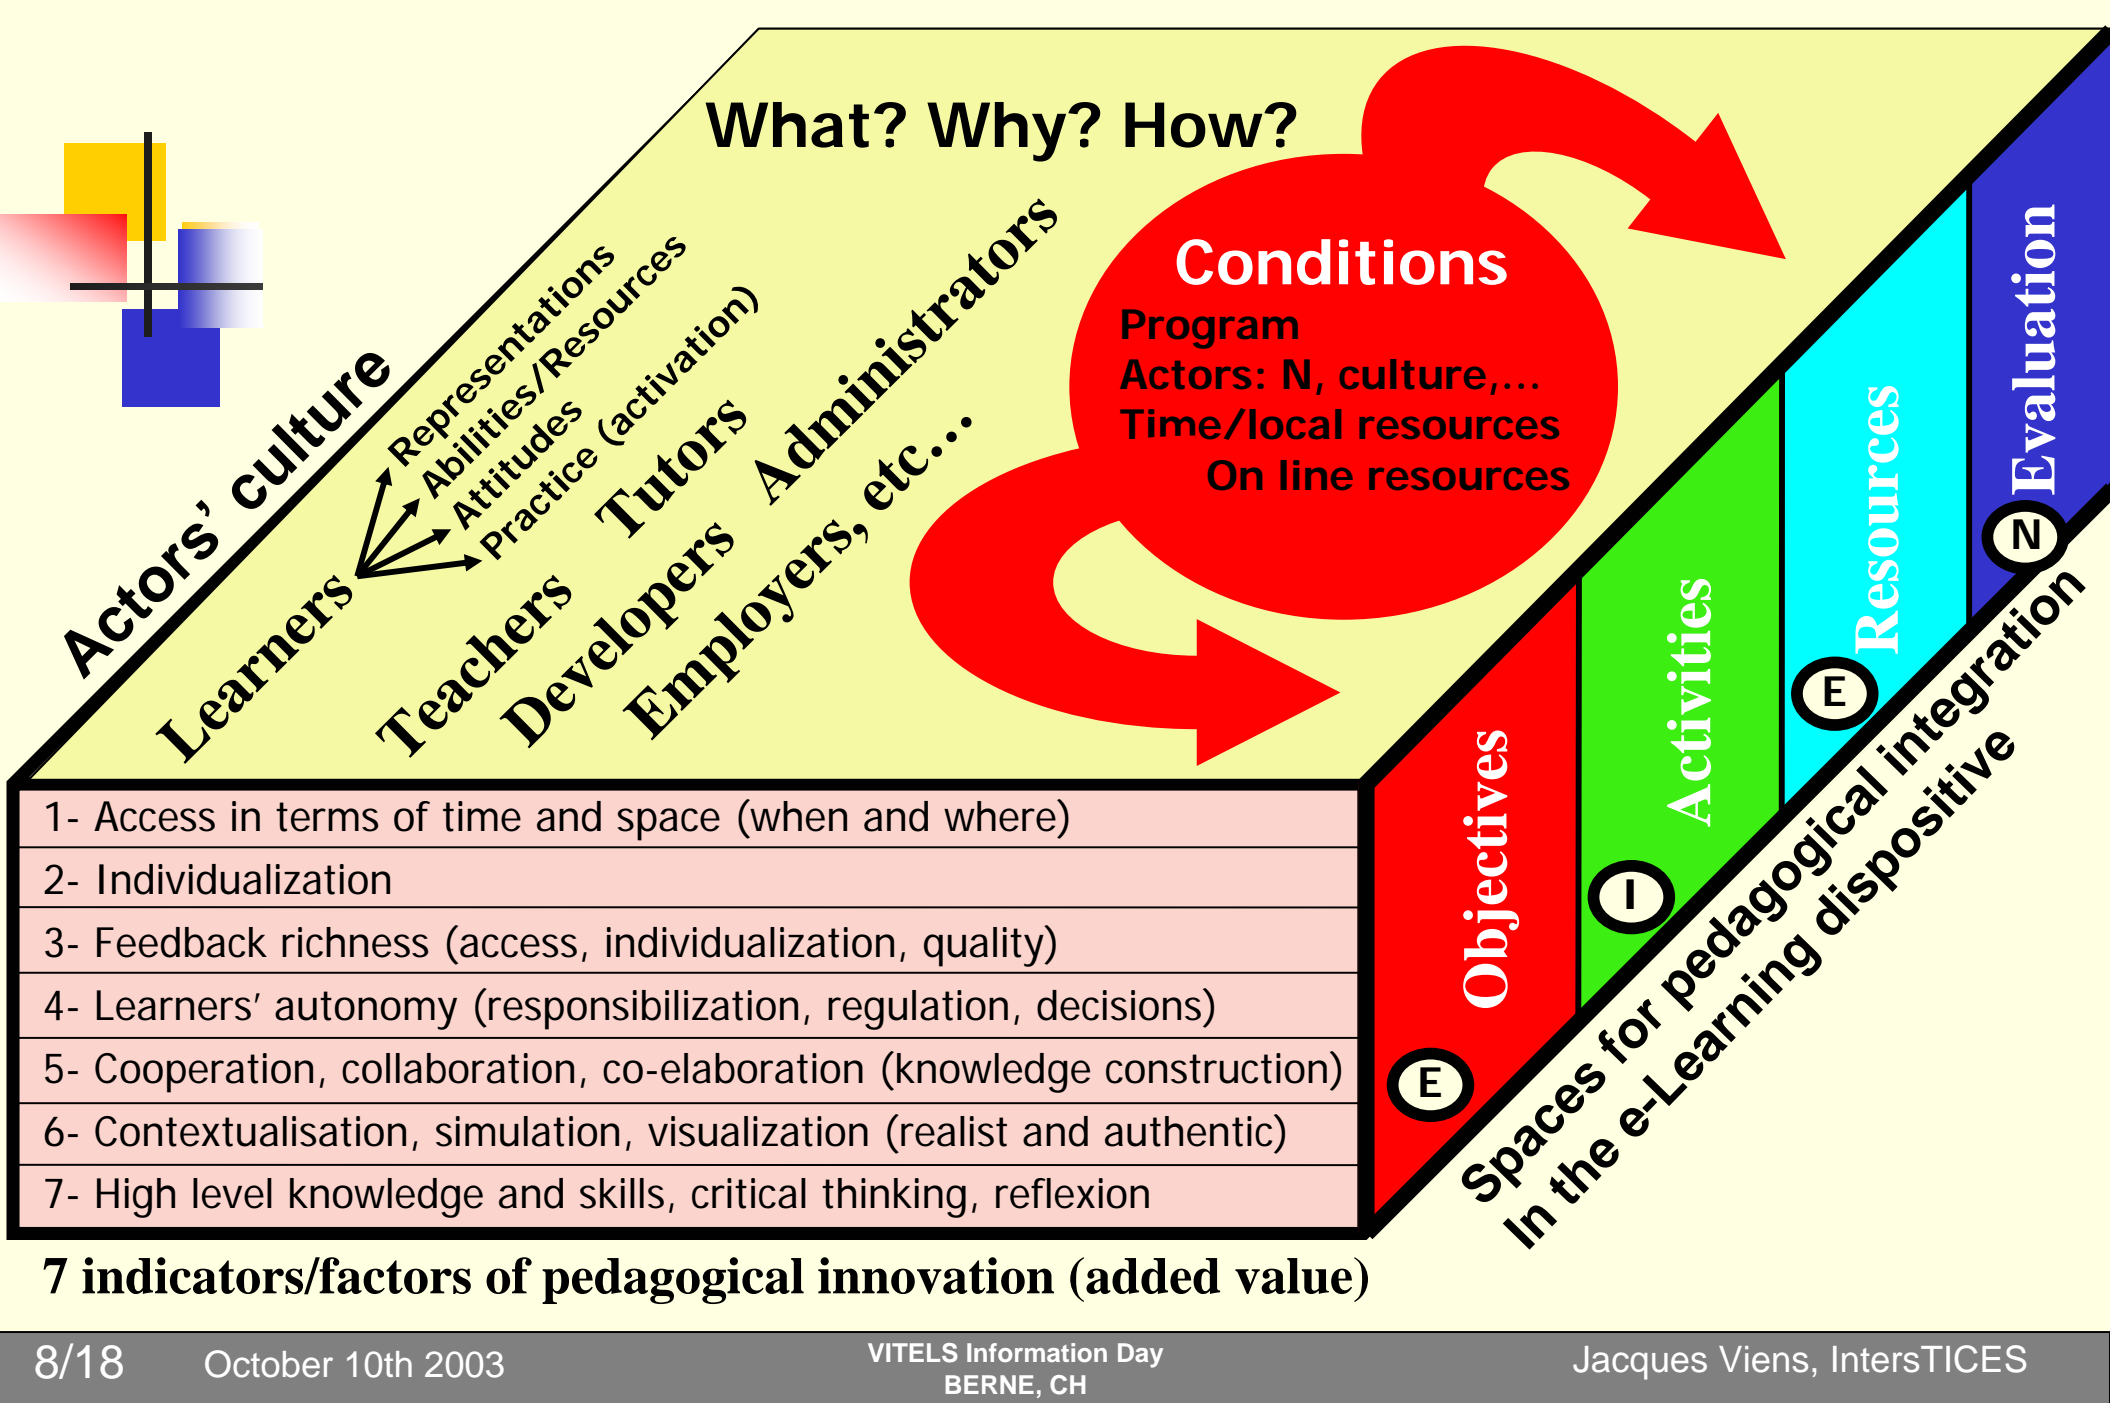 What? Why? How?
Actors' culture
Representations
Abilities/Resources
Attitudes
Practice (activation)
Learners
Teachers
Tutors
Developers
Administrators
Employers, etc...
Conditions
Program
Actors: N, culture,...
Time/local resources
On line resources
Objectives
E
Activities
I
Resources
E
Evaluation
N
Spaces for pedagogical integration
In the e-Learning dispositive
1- Access in terms of time and space (when and where)
2- Individualization
3- Feedback richness (access, individualization, quality)
4- Learners' autonomy (responsibilization, regulation, decisions)
5- Cooperation, collaboration, co-elaboration (knowledge construction)
6- Contextualisation, simulation, visualization (realist and authentic)
7- High level knowledge and skills, critical thinking, reflexion
7 indicators/factors of pedagogical innovation (added value)
8/18
October 10th 2003
VITELS Information Day
BERNE, CH
Jacques Viens, IntersTICES